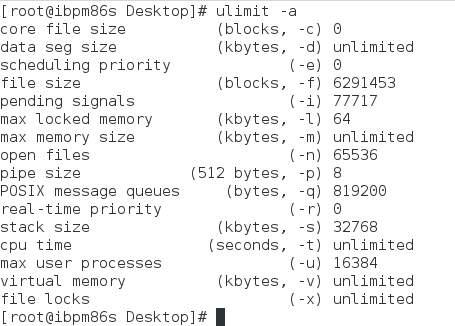 [root@ibpm86s Desktop]# ulimit -a
core file size          (blocks, -c) 0
data seg size           (kbytes, -d) unlimited
scheduling priority             (-e) 0
file size               (blocks, -f) 6291453
pending signals                 (-i) 77717
max locked memory       (kbytes, -l) 64
max memory size         (kbytes, -m) unlimited
open files                      (-n) 65536
pipe size            (512 bytes, -p) 8
POSIX message queues     (bytes, -q) 819200
real-time priority              (-r) 0
stack size              (kbytes, -s) 32768
cpu time               (seconds, -t) unlimited
max user processes              (-u) 16384
virtual memory          (kbytes, -v) unlimited
file locks                      (-x) unlimited
[root@ibpm86s Desktop]#